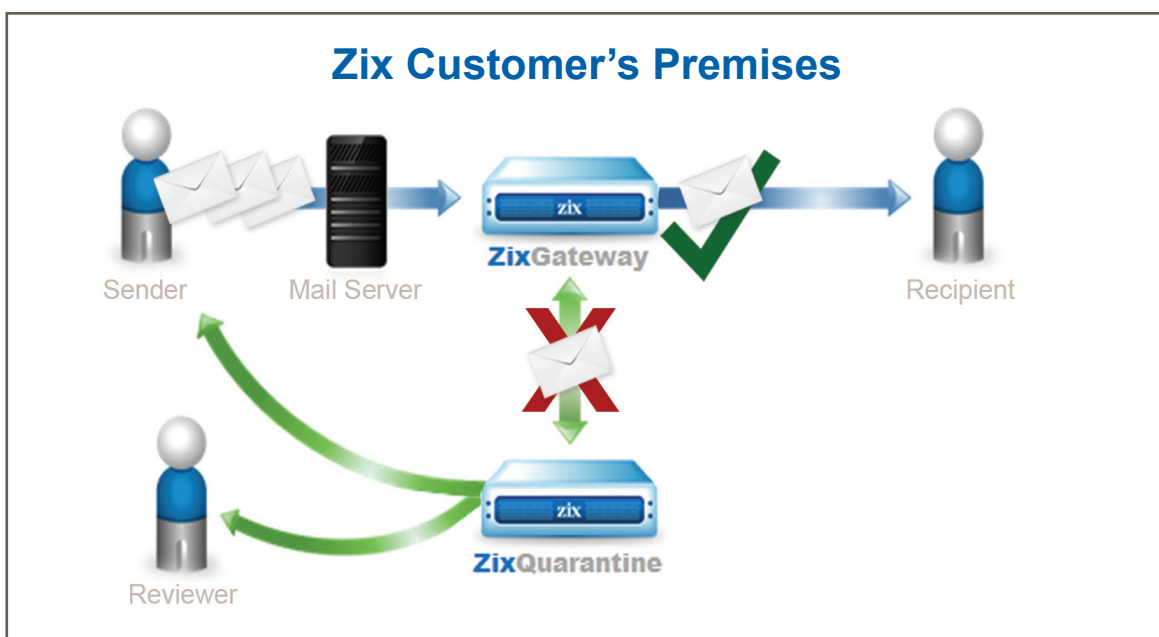 Zix Customer’s Premises
zix
ZixGateway
Sender
Mail Server
Recipient
zix
ZixQuarantine
Reviewer